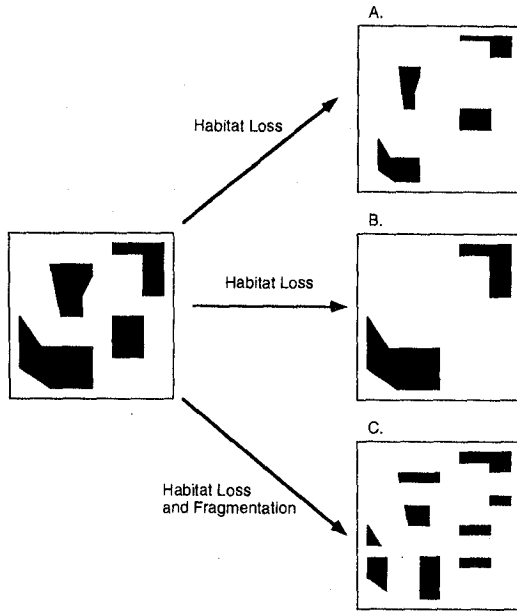 A.
Habitat Loss
B.
Habitat Loss
C.
Habitat Loss
and Fragmentation